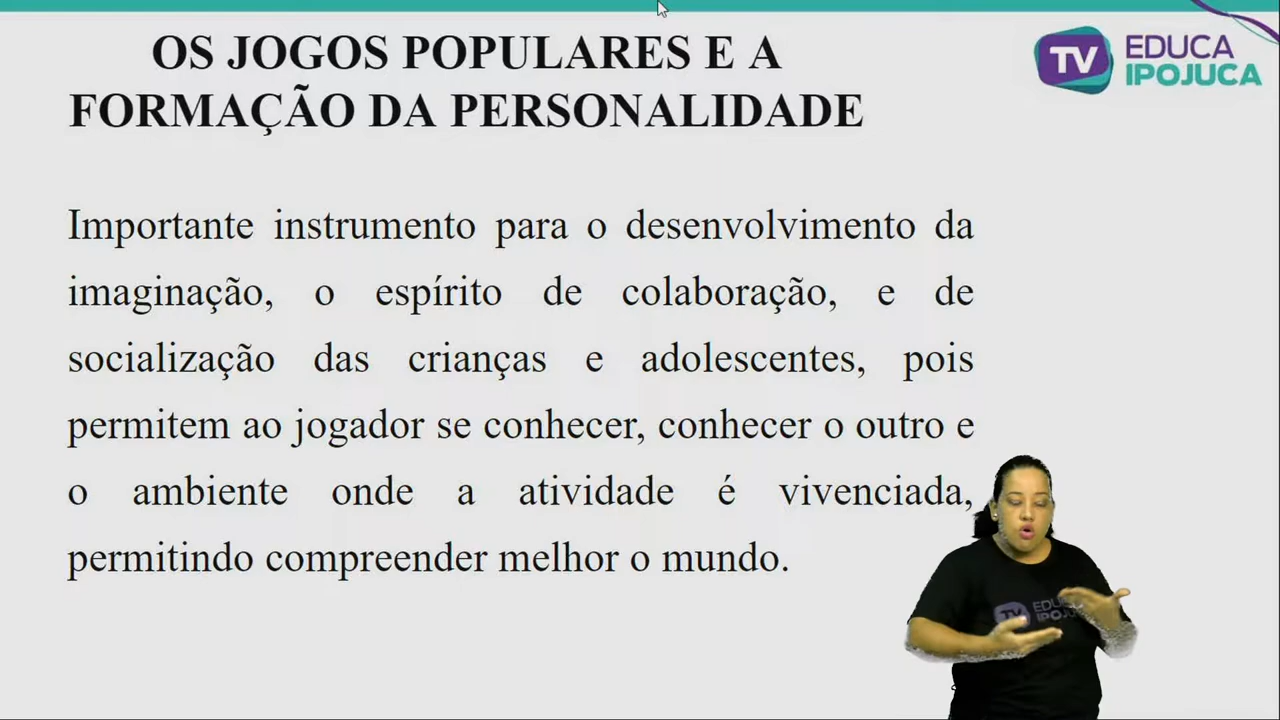 OS JOGOS POPULARES E A
FORMAÇÃO DA PERSONALIDADE
TV EDUCA
IPOJUCA
Importante instrumento para o desenvolvimento da
imaginação, o espírito de colaboração, e de
socialização das crianças e adolescentes, pois
permitem ao jogador se conhecer, conhecer o outro e
o ambiente onde a atividade é vivenciada,
permitindo compreender melhor o mundo.
TV